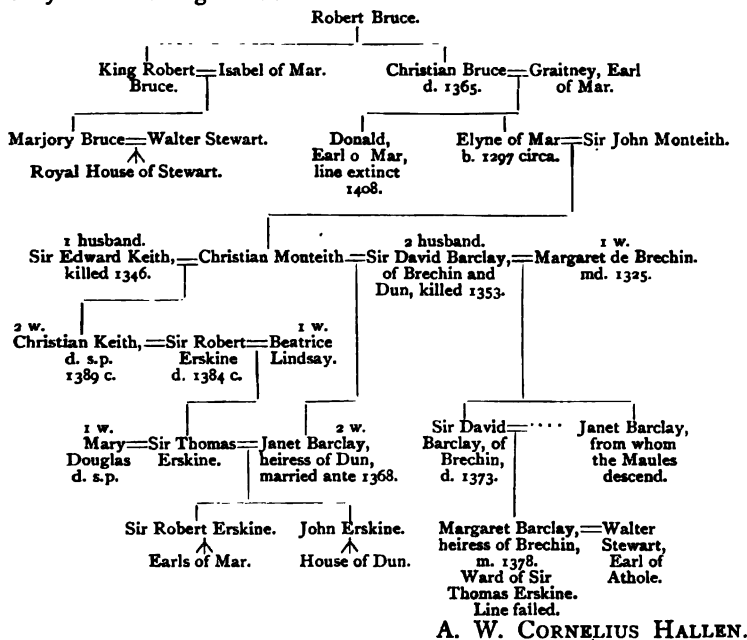 Robert Bruce.
King Robert = Isabel of Mar.
Bruce.
Christian Bruce = Graitney, Earl
d. 1365. of Mar.
Marjory Bruce = Walter Stewart.
Royal House of Stewart.
Donald,
Earl o Mar,
line extinct
1408.
Elyne of Mar = Sir John Monteith.
b. 1297 circa.
1 husband. 2 husband. 1 w.
Sir Edward Keith, = Christian Monteith = Sir David Barclay, = Margaret de Brechin.
killed 1346. of Brechin and md. 1325.
Dun, killed 1353.
2 w. 1 w.
Christian Keith, = Sir Robert = Beatrice
d. s.p. Erskine Lindsay.
1389 c. d. 1384 c.
1 w. 2 w.
Mary = Sir Thomas = Janet Barclay,
Douglas Erskine. heiress of Dun,
d. s.p. married ante 1368.
Sir David = ····
Barclay, of
Brechin,
d. 1373.
Janet Barclay,
from whom
the Maules
descend.
Sir Robert Erskine. John Erskine.
Earls of Mar. House of Dun.
Margaret Barclay, = Walter
heiress of Brechin, Stewart,
m. 1378. Earl of
Ward of Sir Athole.
Thomas Erskine.
Line failed.
A. W. CORNELIUS HALLEN.